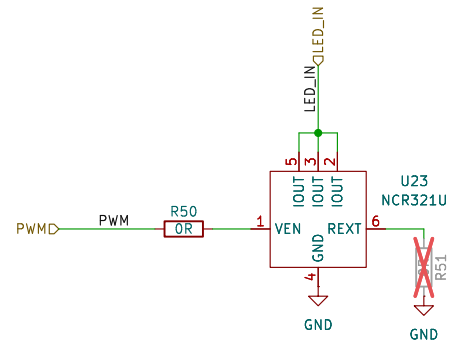 LED_IN
LED_IN
5
3
2
IOUT
IOUT
IOUT
U23
NCR321U
R50
PWM
PWM
0R
1
VEN
REXT
6
GND
4
R51
GND
GND